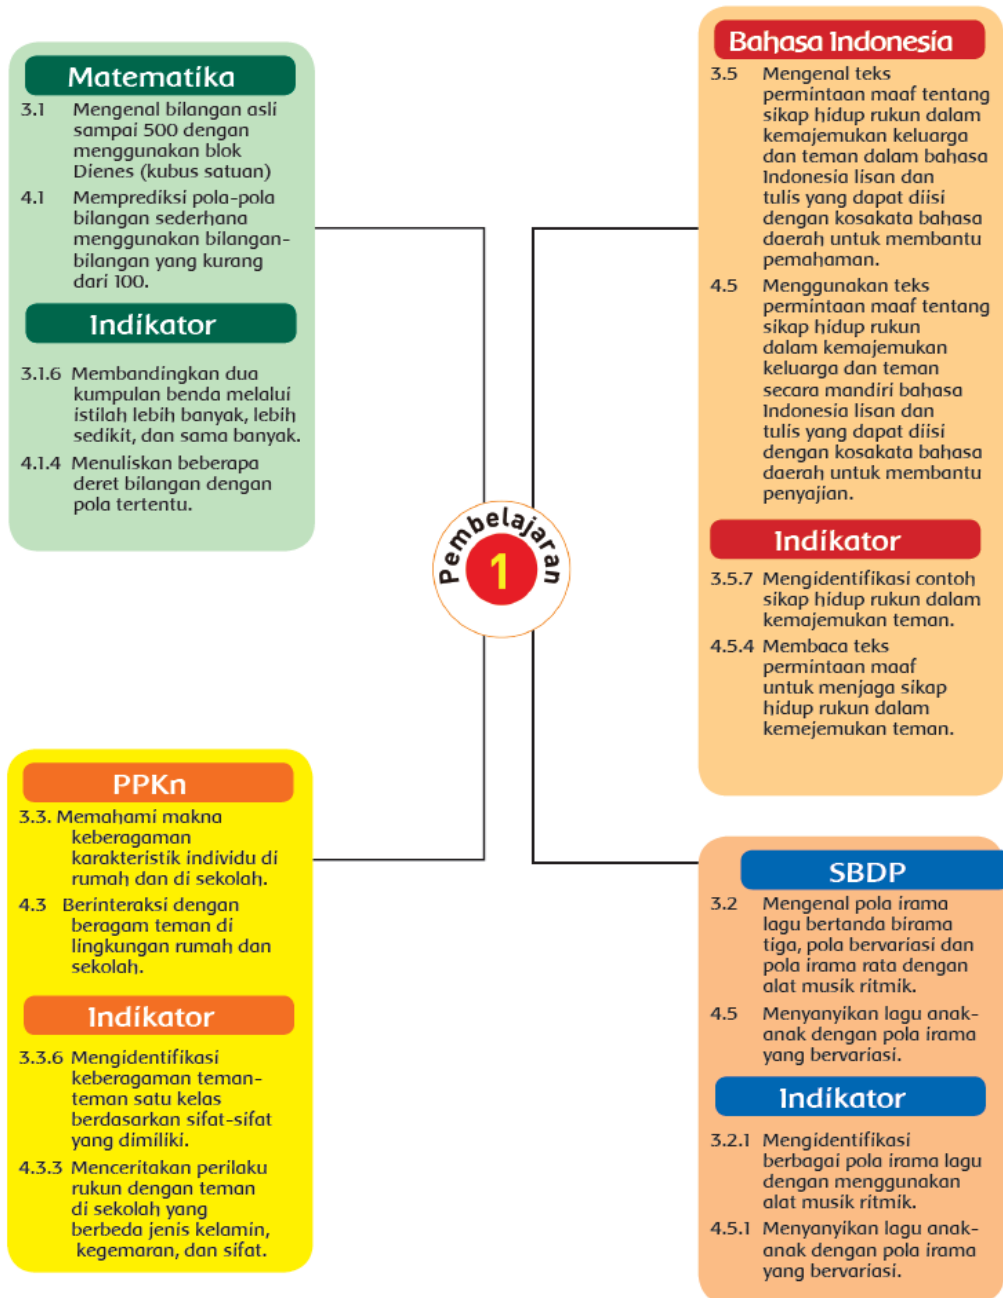 Matematika
3.1 Mengenal bilangan asli
sampai 500 dengan
menggunakan blok
Dienes (kubus satuan)
4.1 Memprediksi pola-pola
bilangan sederhana
menggunakan bilangan-
bilangan yang kurang
dari 100.
Indikator
3.1.6 Membandingkan dua
kumpulan benda melalui
istilah lebih banyak, lebih
sedikit, dan sama banyak.
4.1.4 Menuliskan beberapa
deret bilangan dengan
pola tertentu.
Bahasa Indonesia
3.5 Mengenal teks
permintaan maaf tentang
sikap hidup rukun dalam
kemajemukan keluarga
dan teman dalam bahasa
Indonesia lisan dan
tulis yang dapat diisi
dengan kosakata bahasa
daerah untuk membantu
pemahaman.
4.5 Menggunakan teks
permintaan maaf tentang
sikap hidup rukun
dalam kemajemukan
keluarga dan teman
secara mandiri bahasa
Indonesia lisan dan
tulis yang dapat diisi
dengan kosakata bahasa
daerah untuk membantu
penyajian.
Indikator
3.5.7 Mengidentifikasi contoh
sikap hidup rukun dalam
kemajemukan teman.
4.5.4 Membaca teks
permintaan maaf
untuk menjaga sikap
hidup rukun dalam
kemejemukan teman.
Pembelajaran
1
PPKn
3.3. Memahami makna
keberagaman
karakteristik individu di
rumah dan di sekolah.
4.3 Berinteraksi dengan
beragam teman di
lingkungan rumah dan
sekolah.
Indikator
3.3.6 Mengidentifikasi
keberagaman teman-
teman satu kelas
berdasarkan sifat-sifat
yang dimiliki.
4.3.3 Menceritakan perilaku
rukun dengan teman
di sekolah yang
berbeda jenis kelamin,
kegemaran, dan sifat.
SBDP
3.2 Mengenal pola irama
lagu bertanda birama
tiga, pola bervariasi dan
pola irama rata dengan
alat musik ritmik.
4.5 Menyanyikan lagu anak-
anak dengan pola irama
yang bervariasi.
Indikator
3.2.1 Mengidentifikasi
berbagai pola irama lagu
dengan menggunakan
alat musik ritmik.
4.5.1 Menyanyikan lagu anak-
anak dengan pola irama
yang bervariasi.